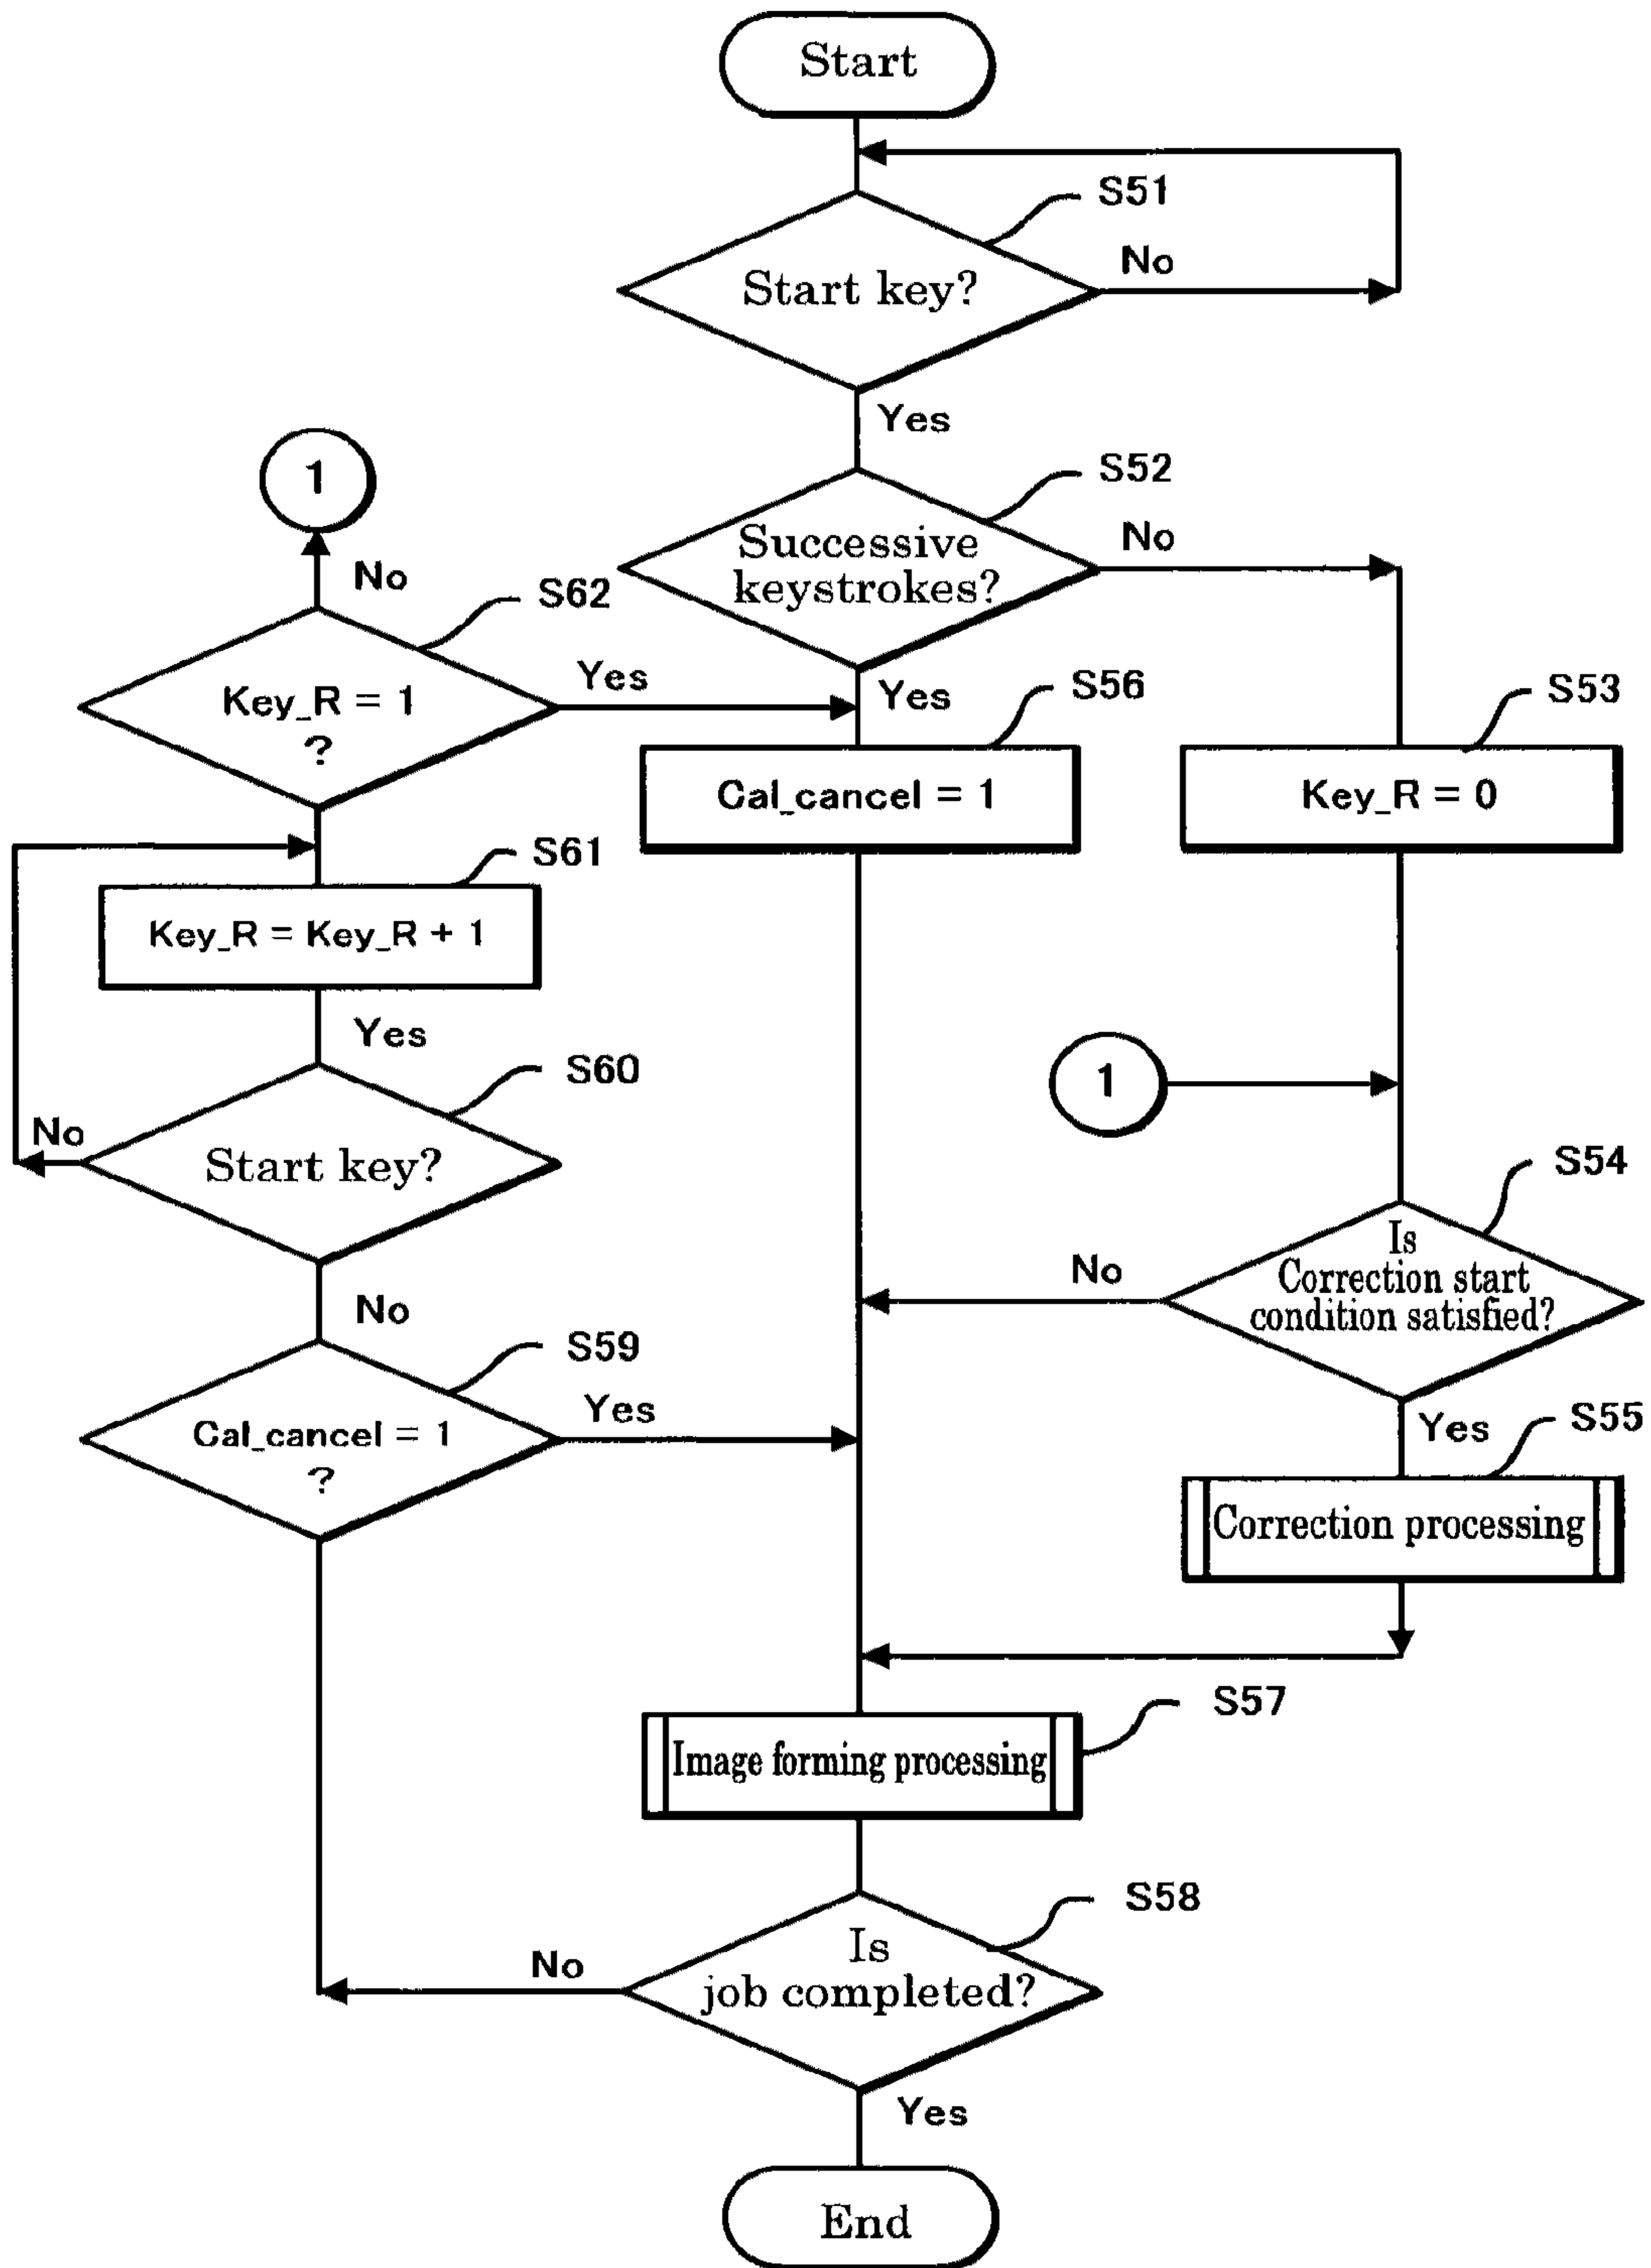 Start
S51
Start key?
No
Yes
S52
Successive
keystrokes?
No
Yes
1
No
S62
Key_R = 1
?
Yes
S56
Cal_cancel = 1
S53
Key_R = 0
S61
Key_R = Key_R + 1
Yes
S60
Start key?
No
No
1
S54
Is
Correction start
condition satisfied?
No
Yes
S59
Cal_cancel = 1
?
Yes
S55
Correction processing
S57
Image forming processing
S58
Is
job completed?
No
Yes
End